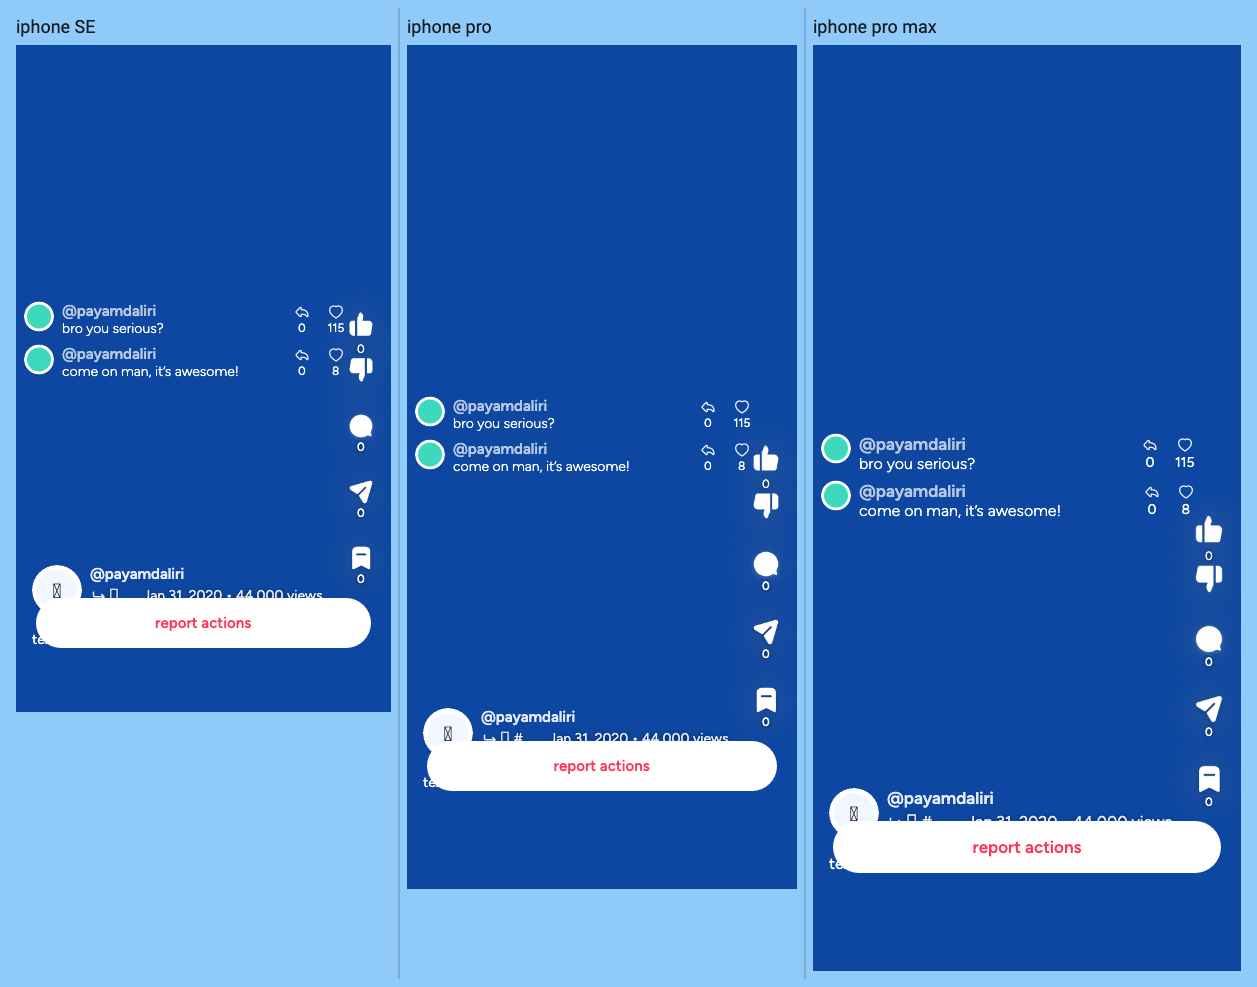 iphone SE
@payamdaliri
bro you serious?
0
115
@payamdaliri
come on man, it's awesome!
0
8
0
0
0
0
@payamdaliri
Jan 31, 2020 • 44,000 views
report actions
iphone pro
@payamdaliri
bro you serious?
0
115
@payamdaliri
come on man, it's awesome!
0
8
0
0
0
0
@payamdaliri
# Jan 31, 2020 • 44,000 views
report actions
iphone pro max
@payamdaliri
bro you serious?
0
115
@payamdaliri
come on man, it's awesome!
0
8
0
0
0
0
@payamdaliri
# Jan 31, 2020 • 44,000 views
report actions